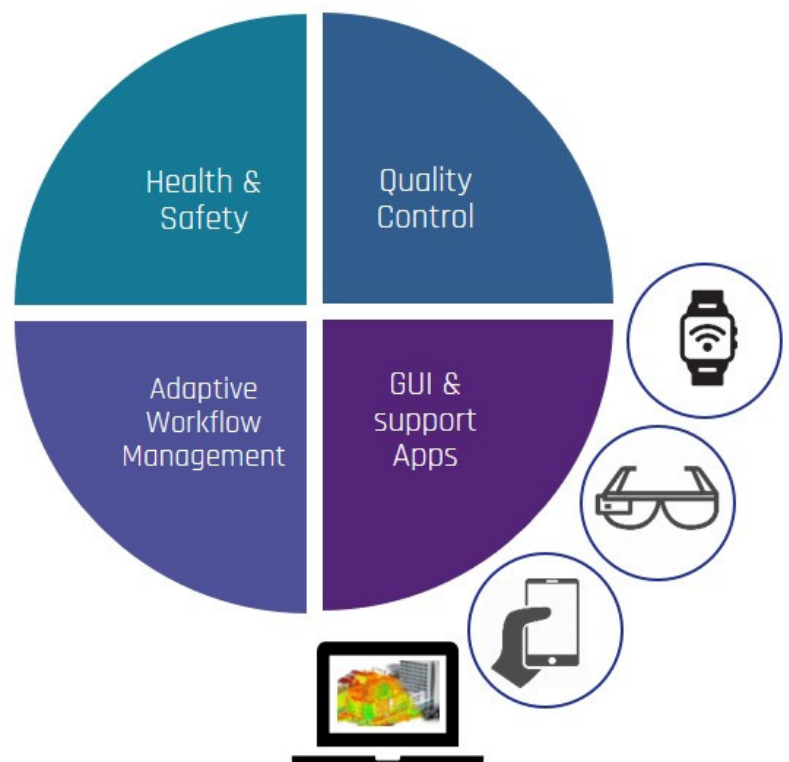 Health &
Safety
Quality
Control
Adaptive
Workflow
Management
GUI &
support
Apps